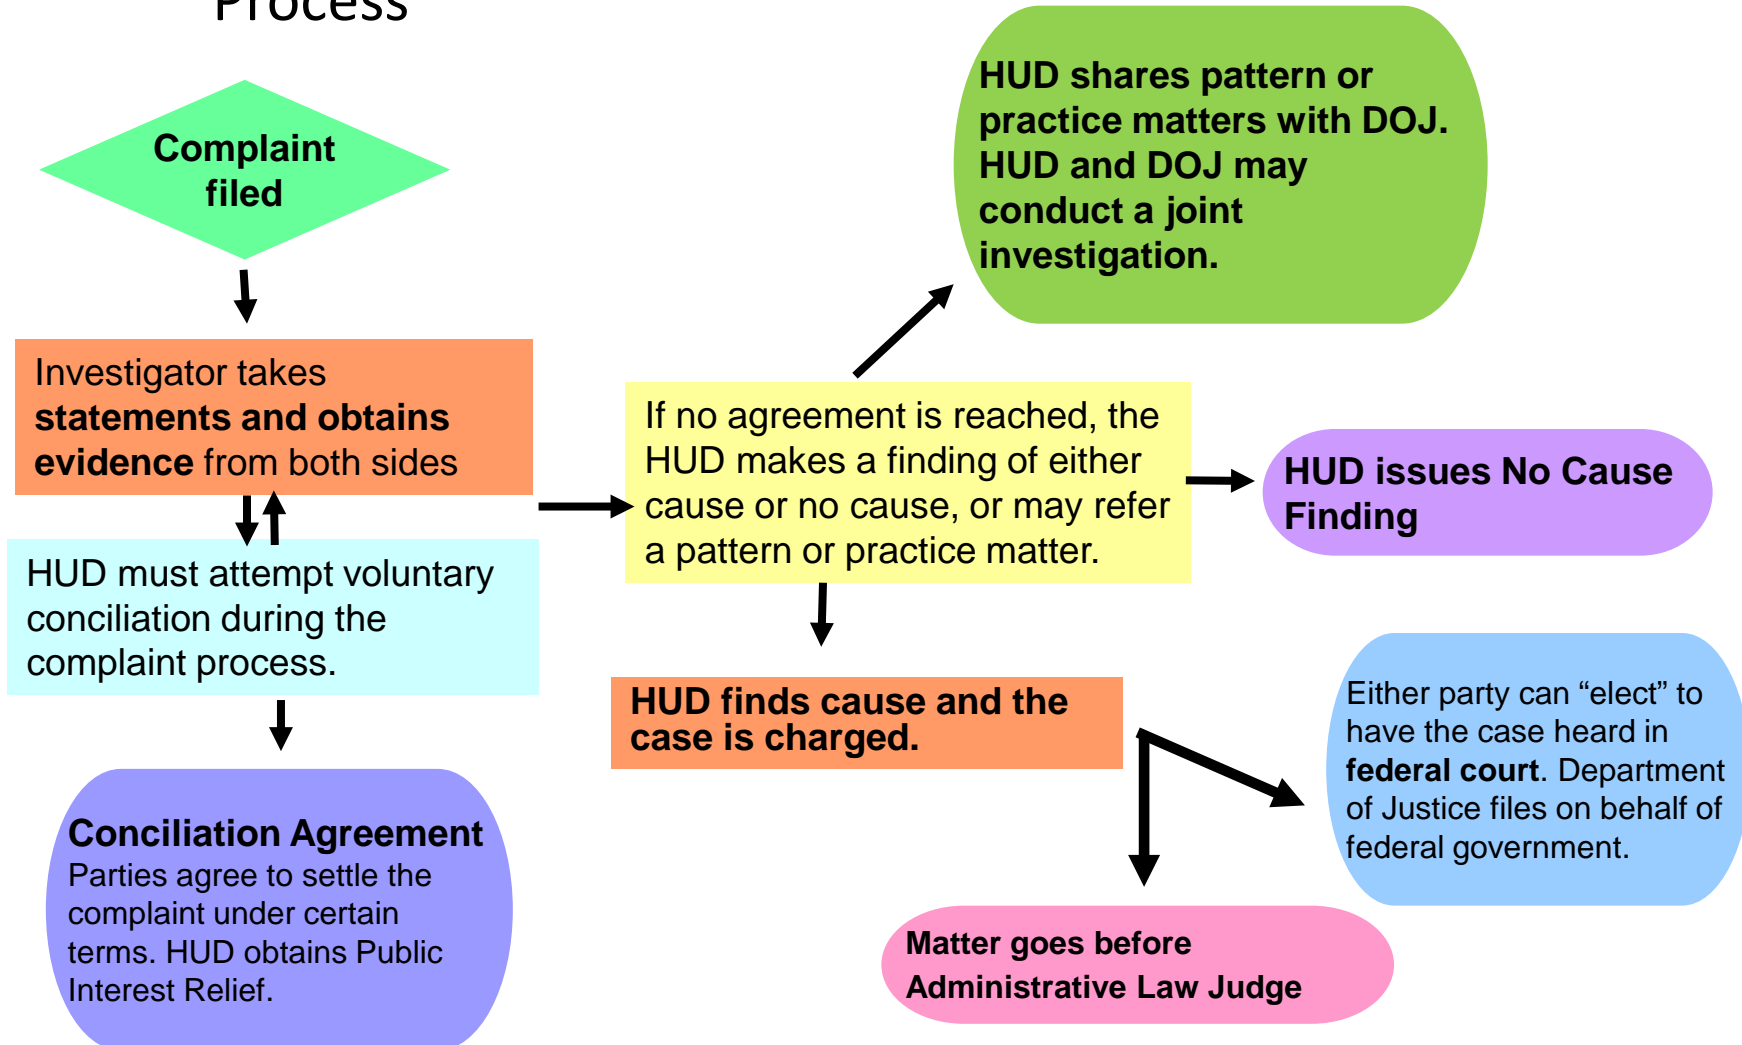 Process
Complaint
filed
Investigator takes
statements and obtains
evidence from both sides
HUD must attempt voluntary
conciliation during the
complaint process.
Conciliation Agreement
Parties agree to settle the
complaint under certain
terms. HUD obtains Public
Interest Relief.
If no agreement is reached, the
HUD makes a finding of either
cause or no cause, or may refer
a pattern or practice matter.
HUD shares pattern or
practice matters with DOJ.
HUD and DOJ may
conduct a joint
investigation.
HUD issues No Cause
Finding
HUD finds cause and the
case is charged.
Either party can “elect” to
have the case heard in
federal court. Department
of Justice files on behalf of
federal government.
Matter goes before
Administrative Law Judge